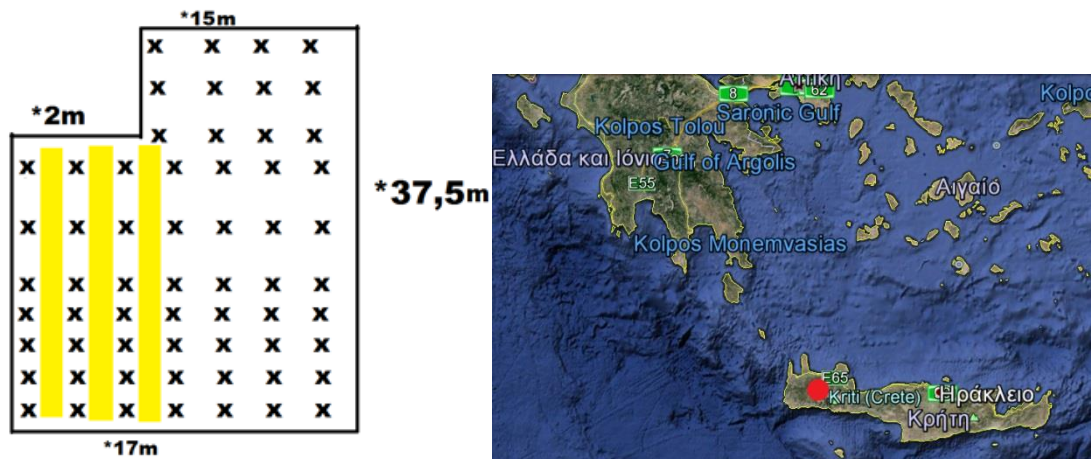 *15m
x x x x
x x x x
*2m
x x x x
x x x x x x x
*37,5m
x x x x x x x
x x x x x x x
x x x x x x x
x x x x x x x
x x x x x x x
x x x x x x x
*17m
Αττική
8
62
Kolpo
Saronic Gulf
Kolpos Tolou
Ελλάδα και Ιόνιο
Gulf of Argolis
E55
Αιγαίο
Kolpos Monemvasias
E65
Kriti (Crete)
Ηράκλειο
Κρήτη